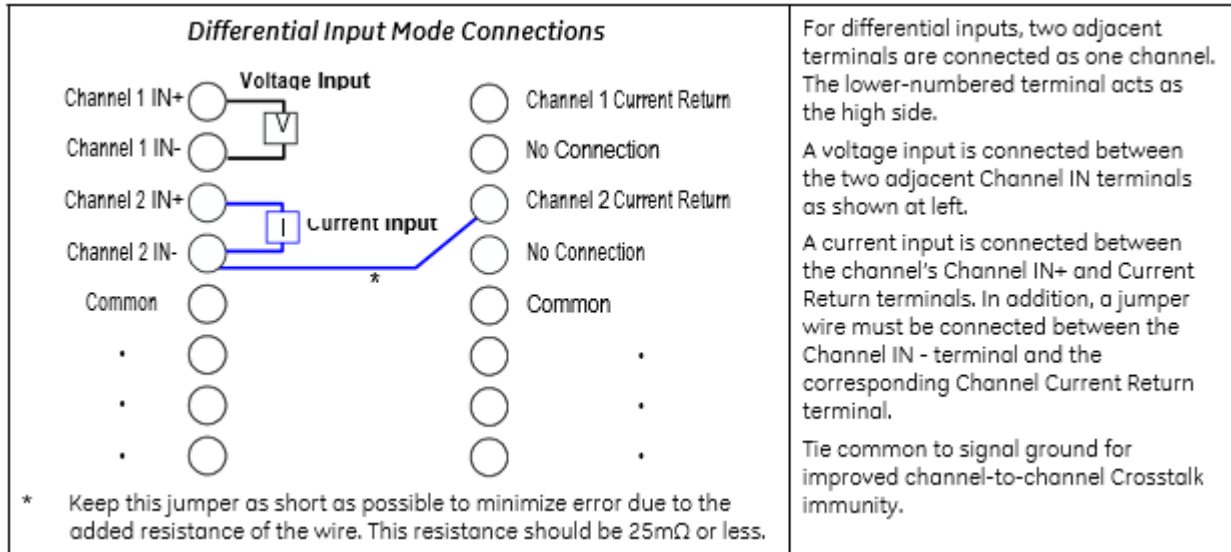 Differential Input Mode Connections
Voltage Input
Channel 1 IN+
V
Channel 1 IN-
Channel 2 IN+
I
Current Input
Channel 2 IN-
*
Common
Channel 1 Current Return
No Connection
Channel 2 Current Return
No Connection
Common
* Keep this jumper as short as possible to minimize error due to the
added resistance of the wire. This resistance should be 25mΩ or less.
For differential inputs, two adjacent
terminals are connected as one channel.
The lower-numbered terminal acts as
the high side.
A voltage input is connected between
the two adjacent Channel IN terminals
as shown at left.
A current input is connected between
the channel's Channel IN+ and Current
Return terminals. In addition, a jumper
wire must be connected between the
Channel IN - terminal and the
corresponding Channel Current Return
terminal.
Tie common to signal ground for
improved channel-to-channel Crosstalk
immunity.